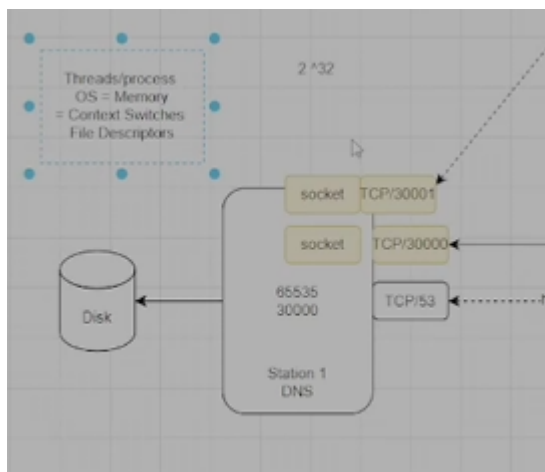 Threads/process
OS = Memory
= Context Switches
File Descriptors
2 ^32
socket
TCP/30001
socket
TCP/30000
65535
30000
TCP/53
Disk
Station 1
DNS